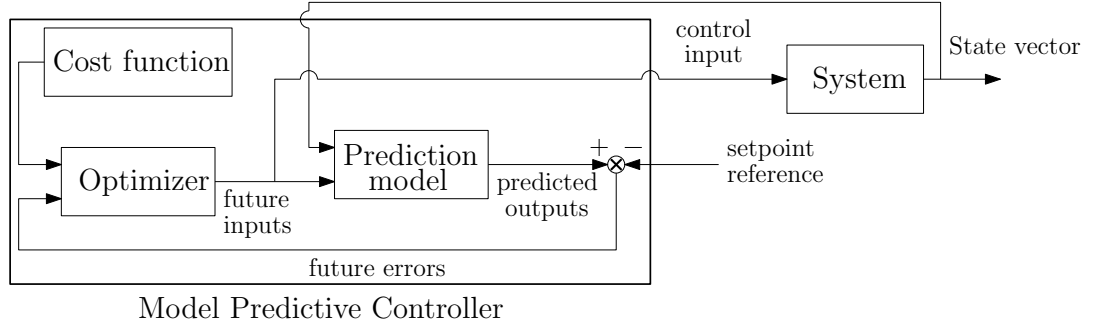 Cost function
control
input
State vector
System
+ −
setpoint
reference
Prediction
model
Optimizer
future
inputs
predicted
outputs
future errors
Model Predictive Controller